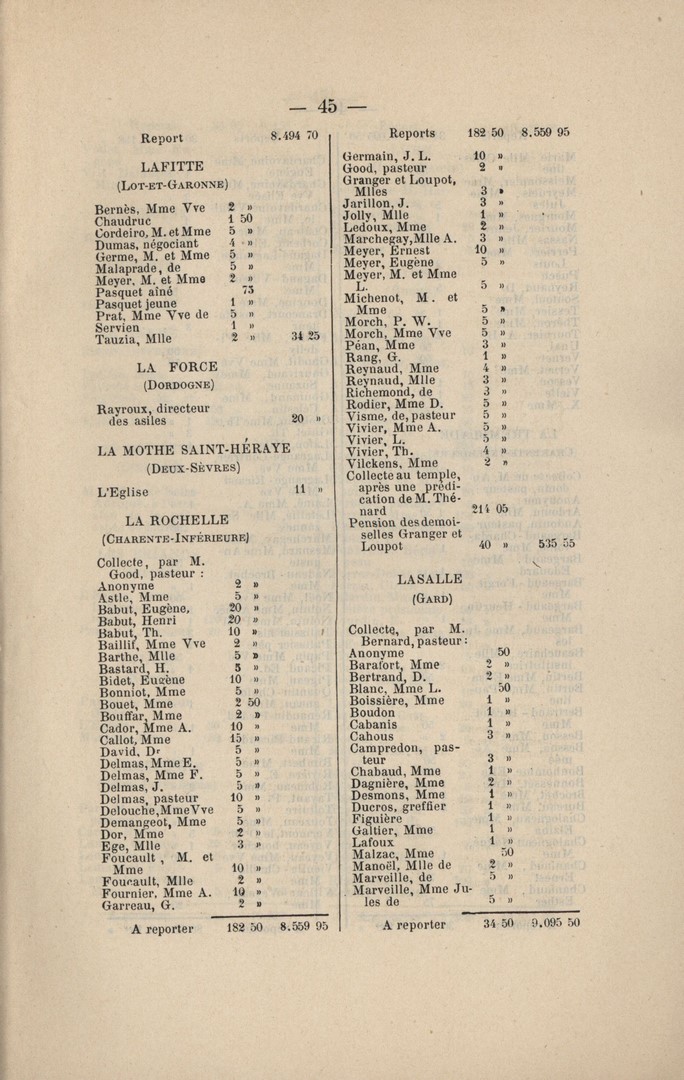 — 45 —
Report 8.494 70
LAFITTE
(LOT-ET-GARONNE)
Bernès, Mme Vve 2 »
Chaudruc 1 50
Cordeiro, M. et Mme 5 »
Dumas, négociant 4 »
Germe, M. et Mme 5 »
Malaprade, de 5 »
Meyer, M. et Mme 2 »
Pasquet aîné 75
Pasquet jeune 1 »
Prat, Mme Vve de 5 »
Servien 1 »
Tauzia, Mlle 2 » 34 25
LA FORCE
(DORDOGNE)
Rayroux, directeur
des asiles 20 »
LA MOTHE SAINT-HÉRAYE
(DEUX-SÈVRES)
L'Eglise 11 »
LA ROCHELLE
(CHARENTE-INFÉRIEURE)
Collecte, par M.
Good, pasteur :
Anonyme 2 »
Astle, Mme 5 »
Babut, Eugène, 20 »
Babut, Henri 20 »
Babut, Th. 10 »
Baillif, Mme Vve 2 »
Barthe, Mlle 5 »
Bastard, H. 5 »
Bidet, Eugène 10 »
Bonniot, Mme 5 »
Bouet, Mme 2 50
Bouffar, Mme 2 »
Cador, Mme A. 10 »
Callot, Mme 15 »
David, Dr 5 »
Delmas, Mme E. 5 »
Delmas, Mme F. 5 »
Delmas, J. 5 »
Delmas, pasteur 10 »
Delouche, Mme Vve 5 »
Demangeot, Mme 5 »
Dor, Mme 2 »
Ege, Mlle 3 »
Foucault, M. et
Mme 10 »
Foucault, Mlle 2 »
Fournier, Mme A. 10 »
Garreau, G. 2 »
A reporter 182 50 8.559 95
Reports 182 50 8.559 95
Germain, J. L. 10 »
Good, pasteur 2 »
Granger et Loupot,
Mlles 3 »
Jarillon, J. 3 »
Jolly, Mlle 1 »
Ledoux, Mme 2 »
Marchegay, Mlle A. 3 »
Meyer, Ernest 10 »
Meyer, Eugène 5 »
Meyer, M. et Mme
L. 5 »
Michenot, M. et
Mme 5 »
Morch, P. W. 5 »
Morch, Mme Vve 5 »
Péan, Mme 3 »
Rang, G. 1 »
Reynaud, Mme 4 »
Reynaud, Mlle 3 »
Richemond, de 3 »
Rodier, Mme D. 5 »
Visme, de, pasteur 5 »
Vivier, Mme A. 5 »
Vivier, L. 5 »
Vivier, Th. 4 »
Vilckens, Mme 2 »
Collecte au temple,
après une prédi-
cation de M. Thé-
nard 214 05
Pension des demoi-
selles Granger et
Loupot 40 » 535 55
LASALLE
(GARD)
Collecte, par M.
Bernard, pasteur :
Anonyme 50
Barafort, Mme 2 »
Bertrand, D. 2 »
Blanc, Mme L. 50
Boissière, Mme 1 »
Boudon 1 »
Cabanis 1 »
Cahous 3 »
Campredon, pas-
teur 3 »
Chabaud, Mme 1 »
Dagnière, Mme 2 »
Desmons, Mme 1 »
Ducros, greffier 1 »
Figuière 1 »
Galtier, Mme 1 »
Lafoux 1 »
Malzac, Mme 50
Manoël, Mlle de 2 »
Marveille, de 5 »
Marveille, Mme Ju-
les de 5 »
A reporter 34 50 9.095 50